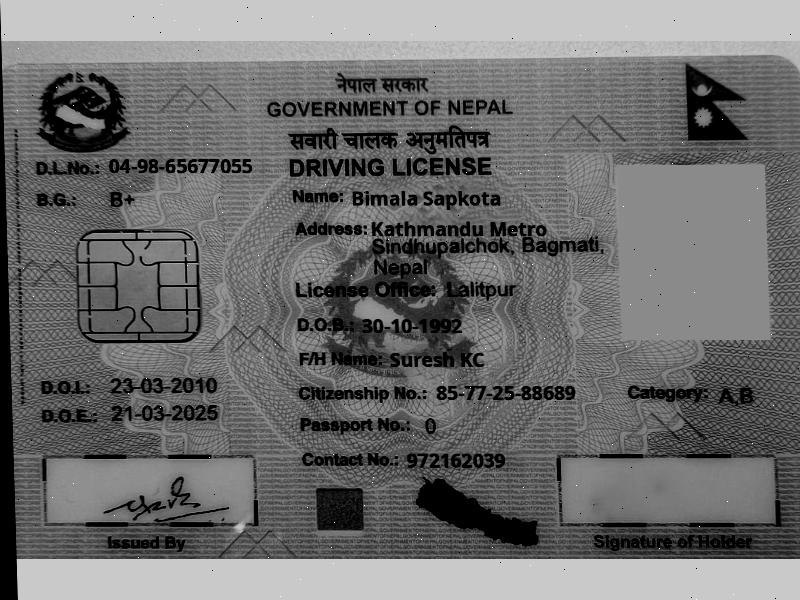 नेपाल सरकार
GOVERNMENT OF NEPAL
सवारी चालक अनुमतिपत्र
DRIVING LICENSE
D.L.No.: 04-98-65677055
B.G.: B+
Name: Bimala Sapkota
Address: Kathmandu Metro
Sindhupalchok, Bagmati,
Nepal
License Office: Lalitpur
D.O.B.: 30-10-1992
F/H Name: Suresh KC
D.O.I.: 23-03-2010
Citizenship No.: 85-77-25-88689
Category: A,B
D.O.E.: 21-03-2025
Passport No.: 0
Contact No.: 972162039
Issued By
Signature of Holder